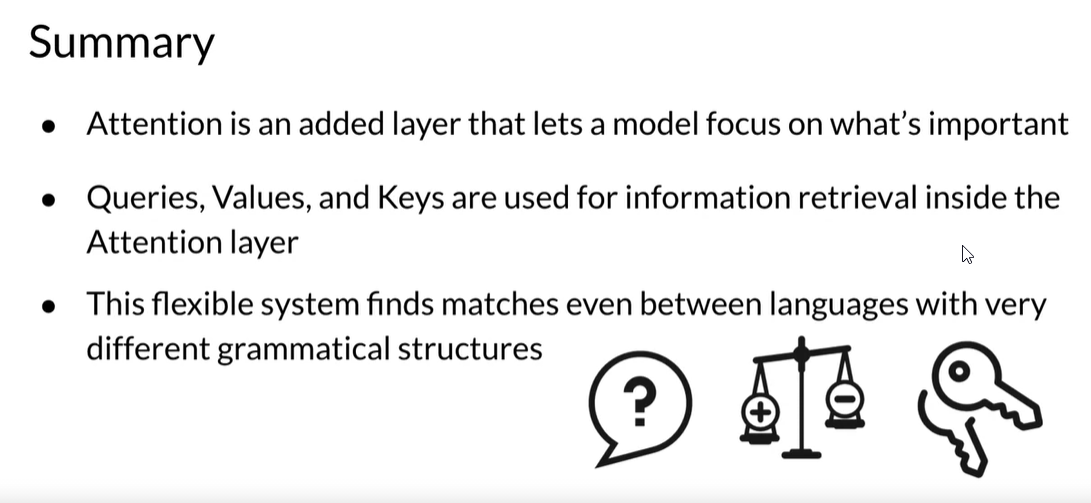 Summary
• Attention is an added layer that lets a model focus on what's important
• Queries, Values, and Keys are used for information retrieval inside the
Attention layer
• This flexible system finds matches even between languages with very
different grammatical structures
?
+ -